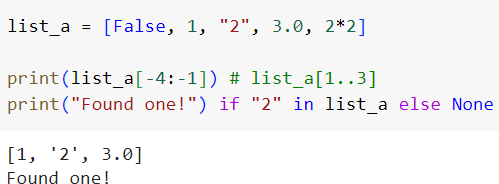 list_a = [False, 1, "2", 3.0, 2*2]
print(list_a[-4:-1]) # list_a[1..3]
print("Found one!") if "2" in list_a else None
[1, '2', 3.0]
Found one!